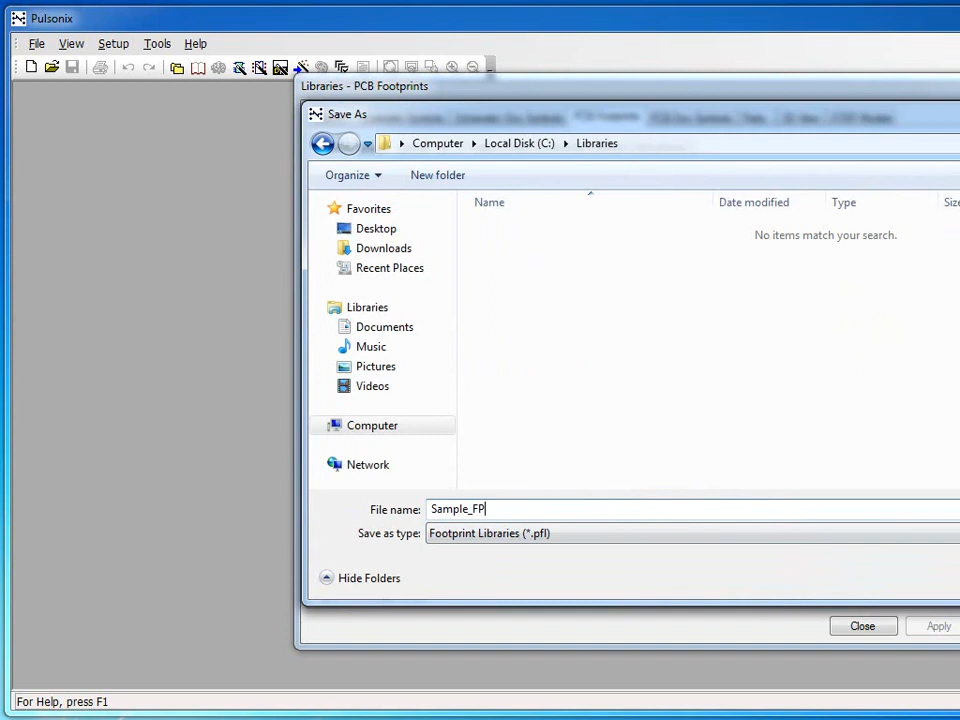 Pulsonix
File View Setup Tools Help
Libraries - PCB Footprints
Save As
Computer Local Disk (C:) Libraries
Organize New folder
Name Date modified Type Size
No items match your search.
Favorites
Desktop
Downloads
Recent Places
Libraries
Documents
Music
Pictures
Videos
Computer
Network
File name: Sample_FP
Save as type: Footprint Libraries (*.pfl)
Hide Folders
Close Apply
For Help, press F1